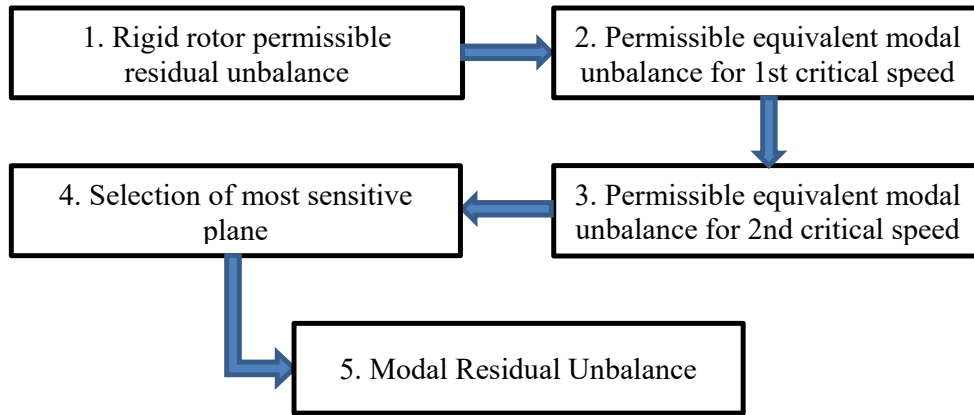 1. Rigid rotor permissible
residual unbalance
2. Permissible equivalent modal
unbalance for 1st critical speed
3. Permissible equivalent modal
unbalance for 2nd critical speed
4. Selection of most sensitive
plane
5. Modal Residual Unbalance